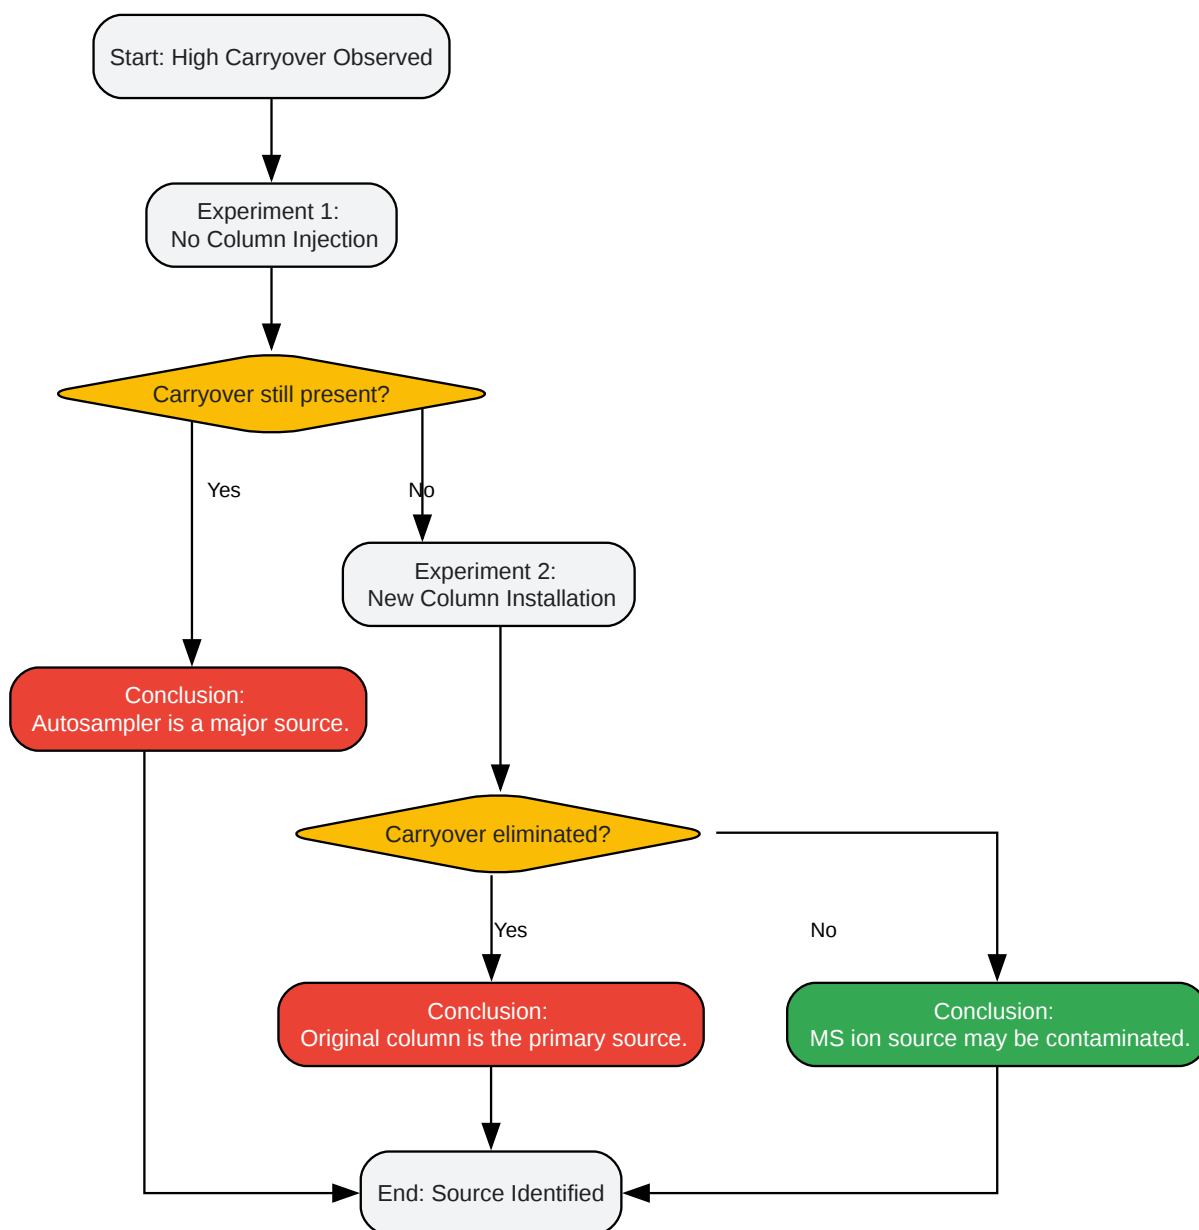 Start: High Carryover Observed
Experiment 1:
No Column Injection
Carryover still present?
Yes
No
Experiment 2:
New Column Installation
Conclusion:
Autosampler is a major source.
Carryover eliminated?
Yes
No
Conclusion:
Original column is the primary source.
Conclusion:
MS ion source may be contaminated.
End: Source Identified